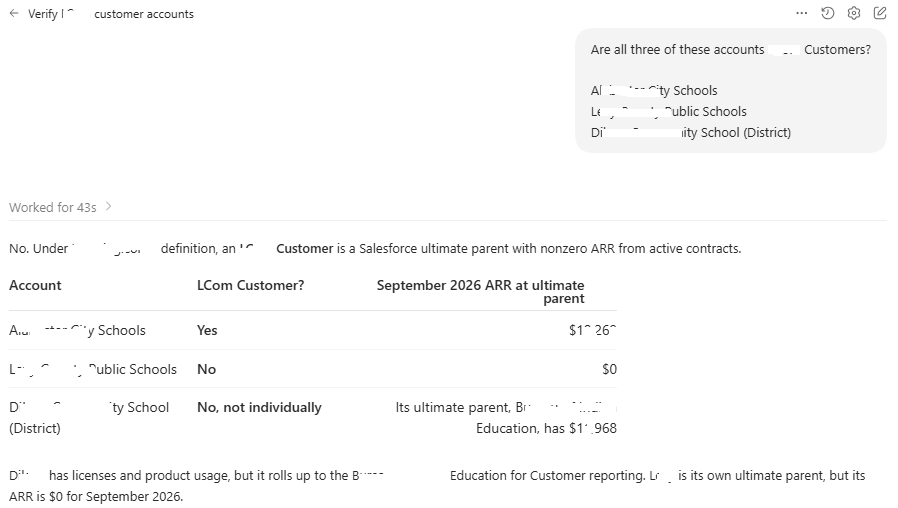 Verify customer accounts
Are all three of these accounts Customers?
City Schools
Public Schools
School (District)
Worked for 43s
No. Under definition, an Customer is a Salesforce ultimate parent with nonzero ARR from active contracts.
Account LCom Customer? September 2026 ARR at ultimate
parent
City Schools Yes
Public Schools No $0
School No, not individually Its ultimate parent,
(District) Education, has
has licenses and product usage, but it rolls up to the Education for Customer reporting. is its own ultimate parent, but its
ARR is $0 for September 2026.